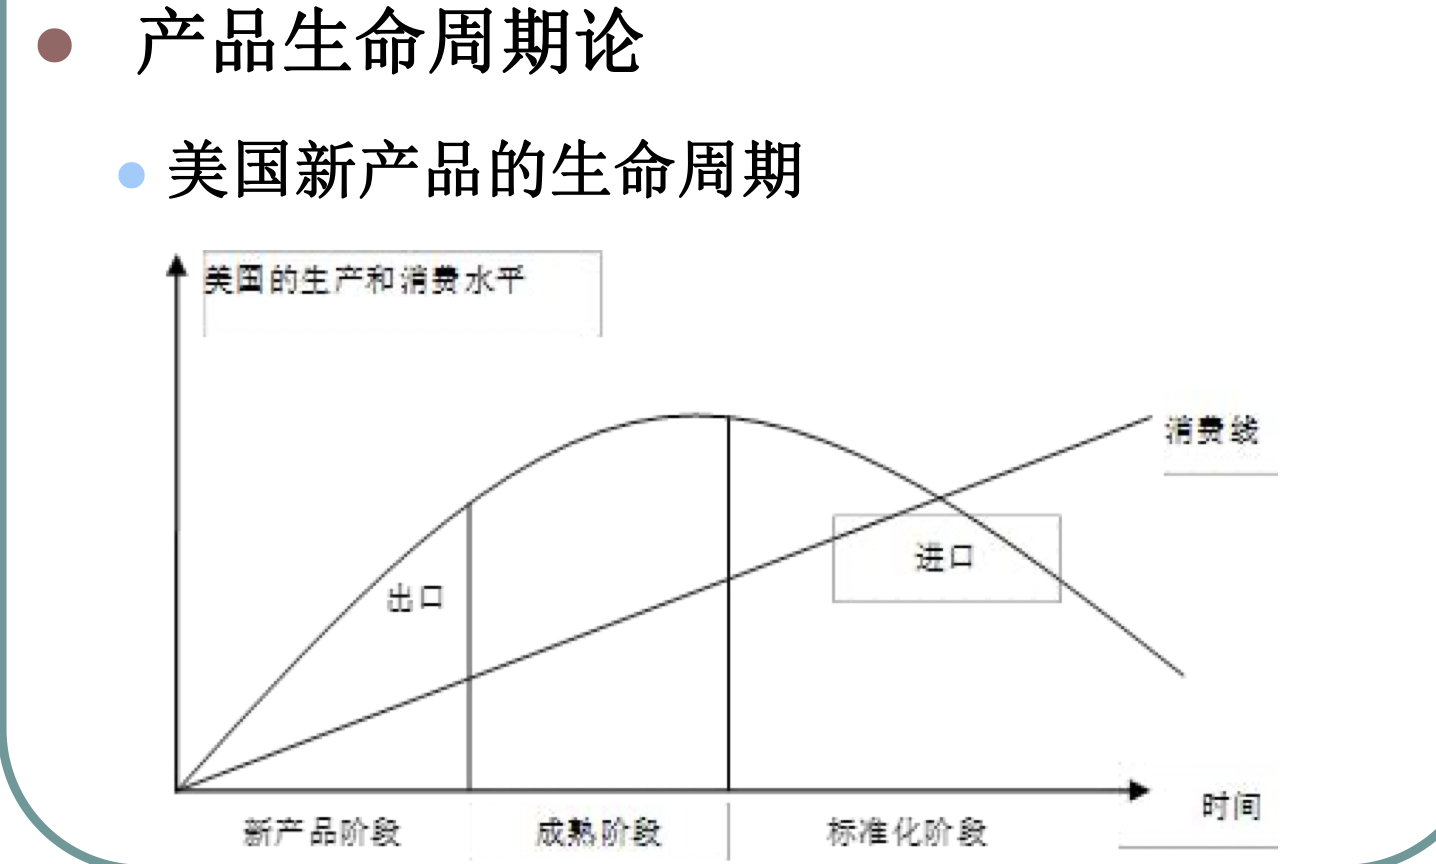 产品生命周期论
美国新产品的生命周期
美国的生产和消费水平
消费线
进口
出口
时间
新产品阶段
成熟阶段
标准化阶段